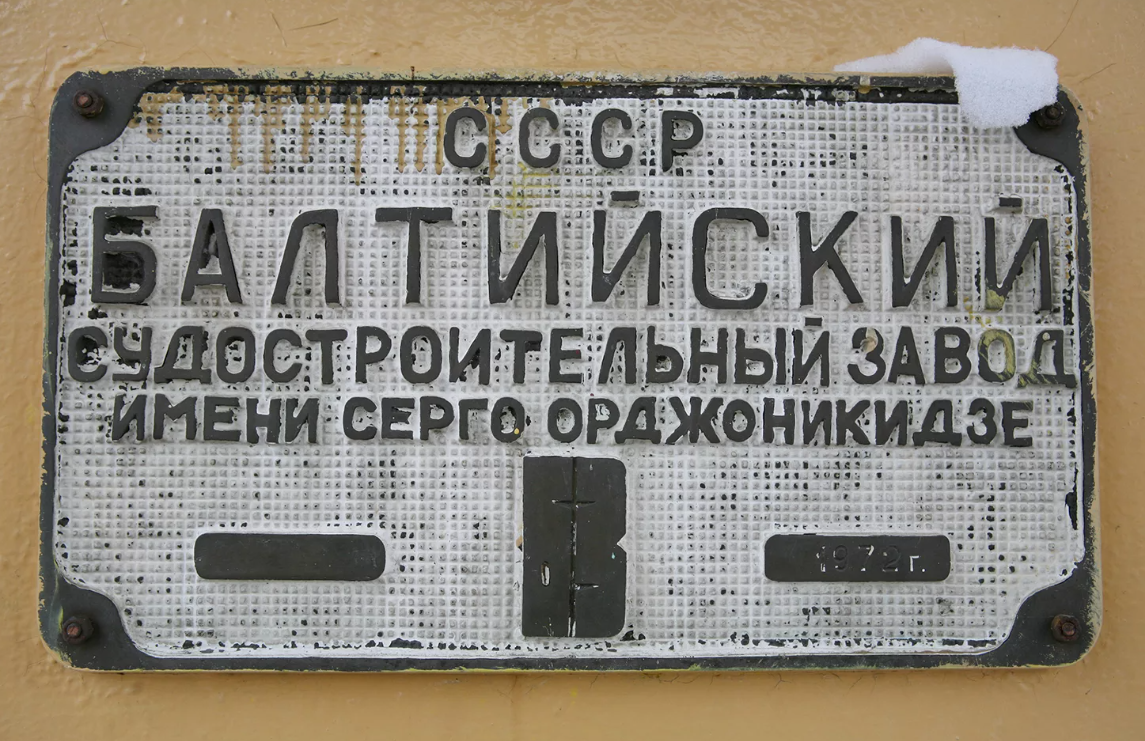 СССР
БАЛТИЙСКИЙ
СУДОСТРОИТЕЛЬНЫЙ ЗАВОД
ИМЕНИ СЕРГО ОРДЖОНИКИДЗЕ
1972г.